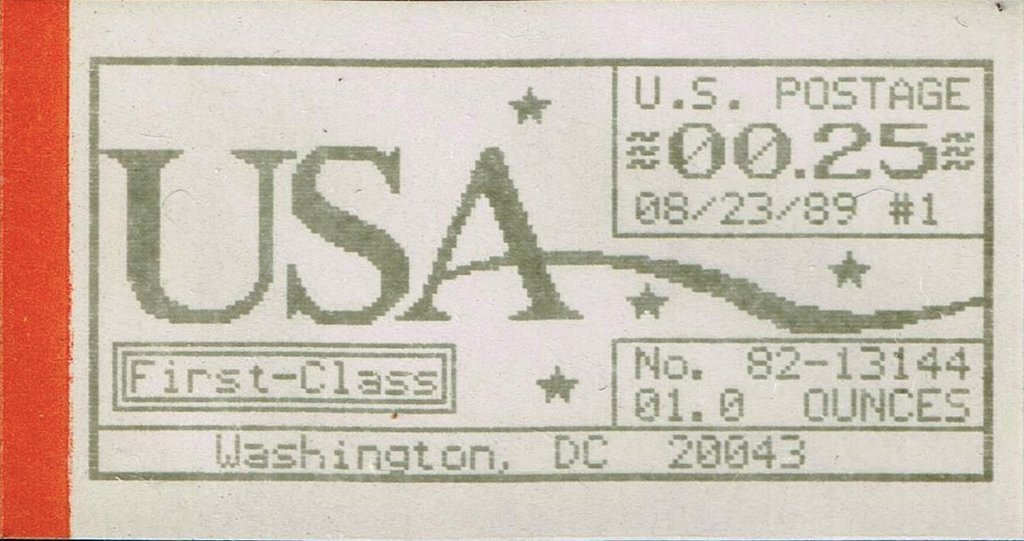 USA
U.S. POSTAGE
00.25
08/23/89 #1
First-Class
No. 82-13144
01.0 OUNCES
Washington, DC 20043